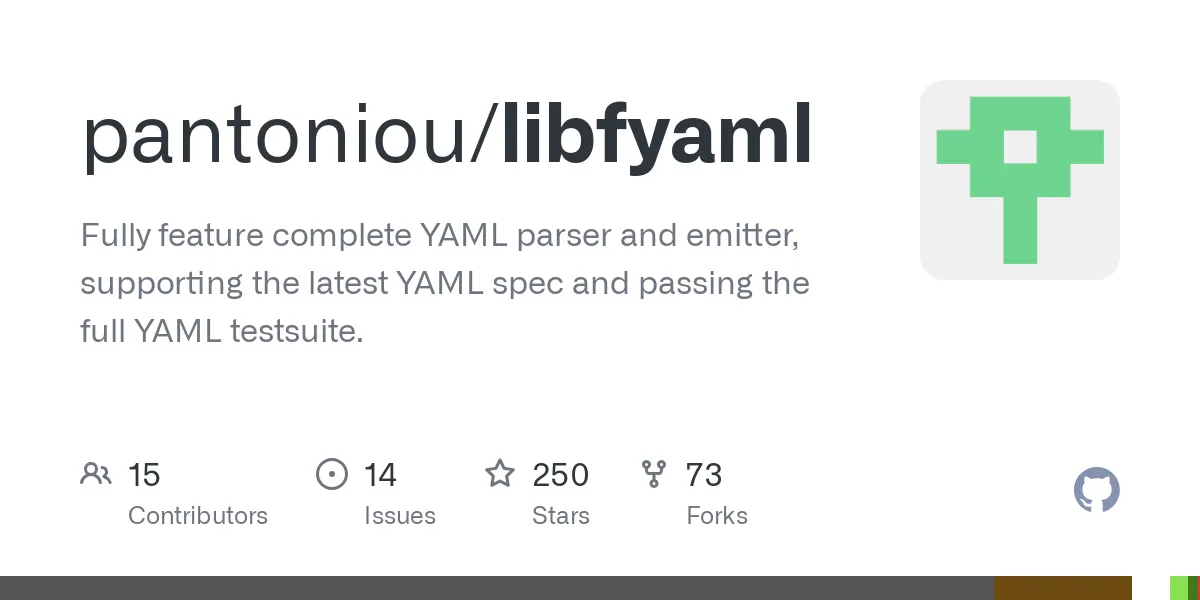 pantoniou/libfyaml
Fully feature complete YAML parser and emitter,
supporting the latest YAML spec and passing the
full YAML testsuite.
15 14 250 73
Contributors Issues Stars Forks